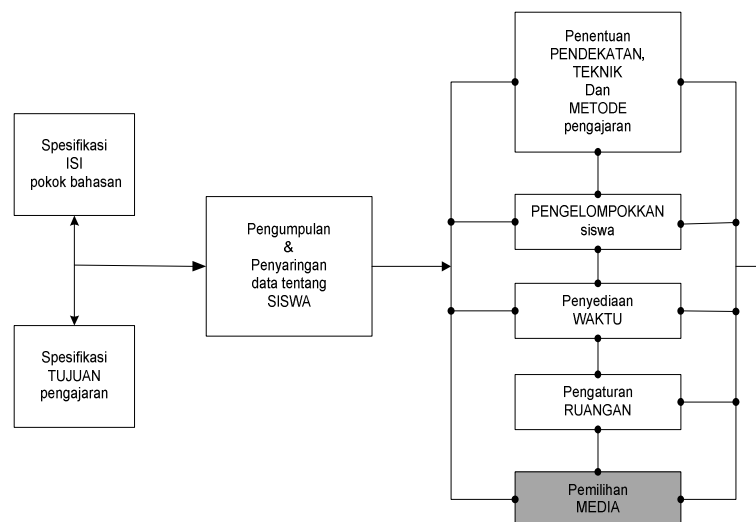 Spesifikasi
ISI
pokok bahasan
Spesifikasi
TUJUAN
pengajaran
Pengumpulan
&
Penyaringan
data tentang
SISWA
Penentuan
PENDEKATAN,
TEKNIK
Dan
METODE
pengajaran
PENGELOMPOKKAN
siswa
Penyediaan
WAKTU
Pengaturan
RUANGAN
Pemilihan
MEDIA